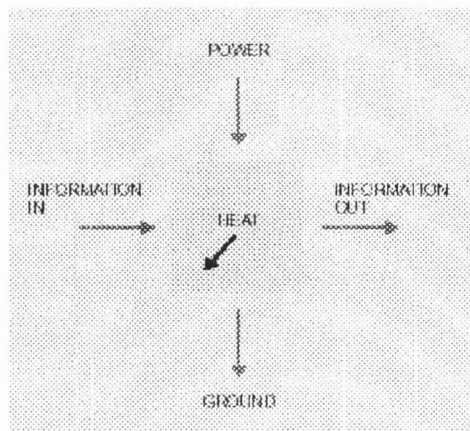 POWER
INFORMATION
IN
HEAT
INFORMATION
OUT
GROUND